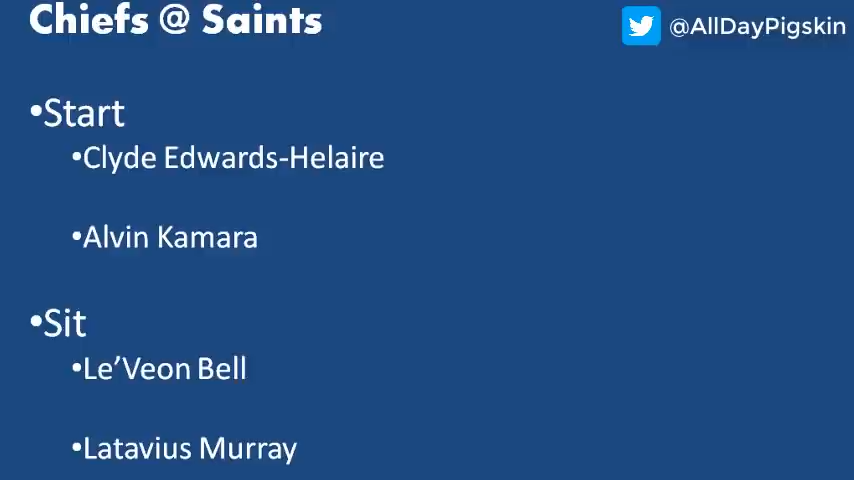 Chiefs @ Saints
@AllDayPigskin
•Start
•Clyde Edwards-Helaire
•Alvin Kamara
•Sit
•Le’Veon Bell
•Latavius Murray